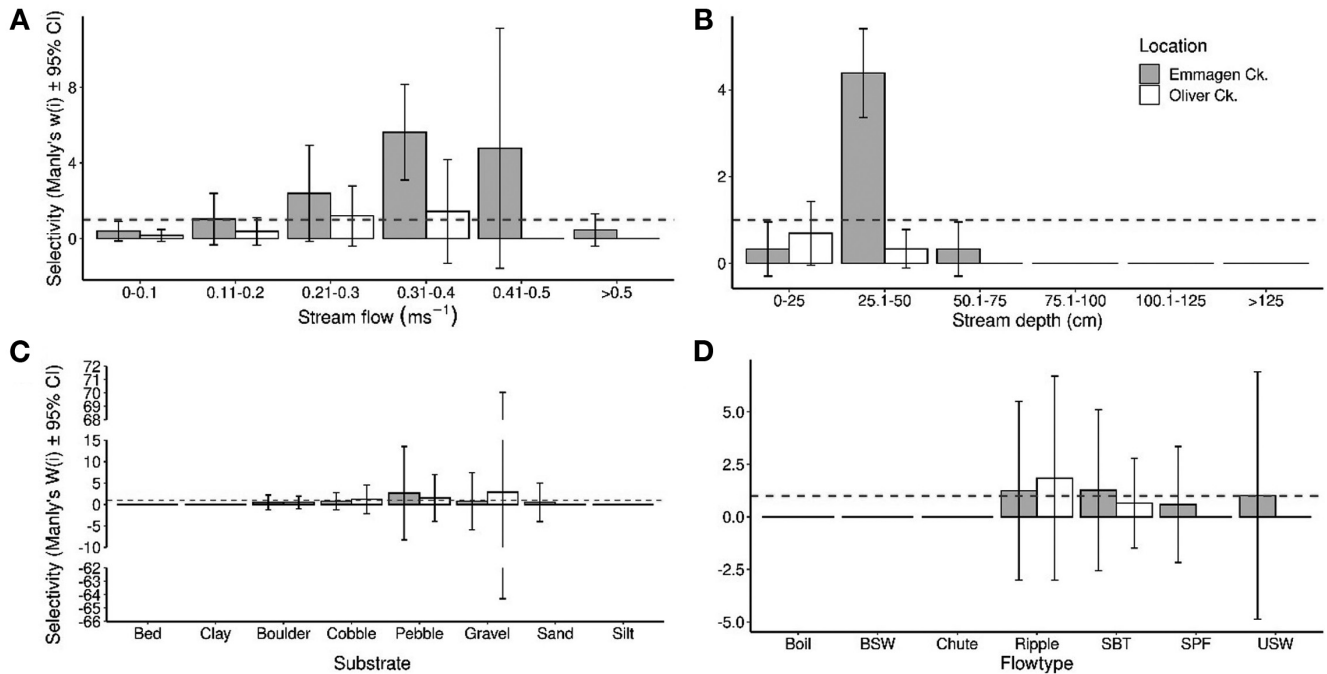 A
Selectivity (Manly's w(i) ± 95% CI)
8
4
0
0-0.1 0.11-0.2 0.21-0.3 0.31-0.4 0.41-0.5 >0.5
Stream flow (ms⁻¹)
B
4
2
0
Location
Emmagen Ck.
Oliver Ck.
0-25 25.1-50 50.1-75 75.1-100 100.1-125 >125
Stream depth (cm)
C
Selectivity (Manly's W(i) ± 95% CI)
72
71
70
69
68
15
10
5
0
-5
-10
-62
-63
-64
-65
-66
Bed Clay Boulder Cobble Pebble Gravel Sand Silt
Substrate
D
5.0
2.5
0.0
-2.5
-5.0
Boil BSW Chute Ripple SBT SPF USW
Flowtype